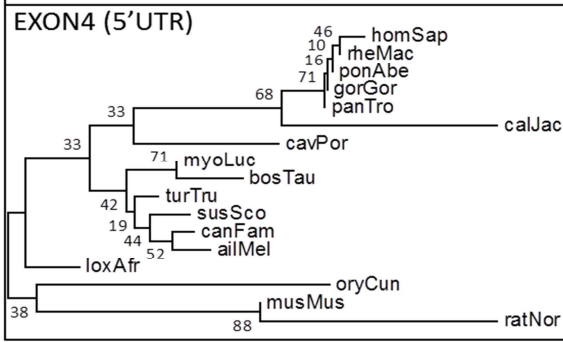 EXON4 (5’UTR)
46 homSap
10 rheMac
16 ponAbe
71 gorGor
68 panTro
33 calJac
33 cavPor
71 myoLuc
bosTau
42 turTru
19 susSco
44 canFam
52 ailMel
loxAfr
oryCun
38 musMus
88 ratNor